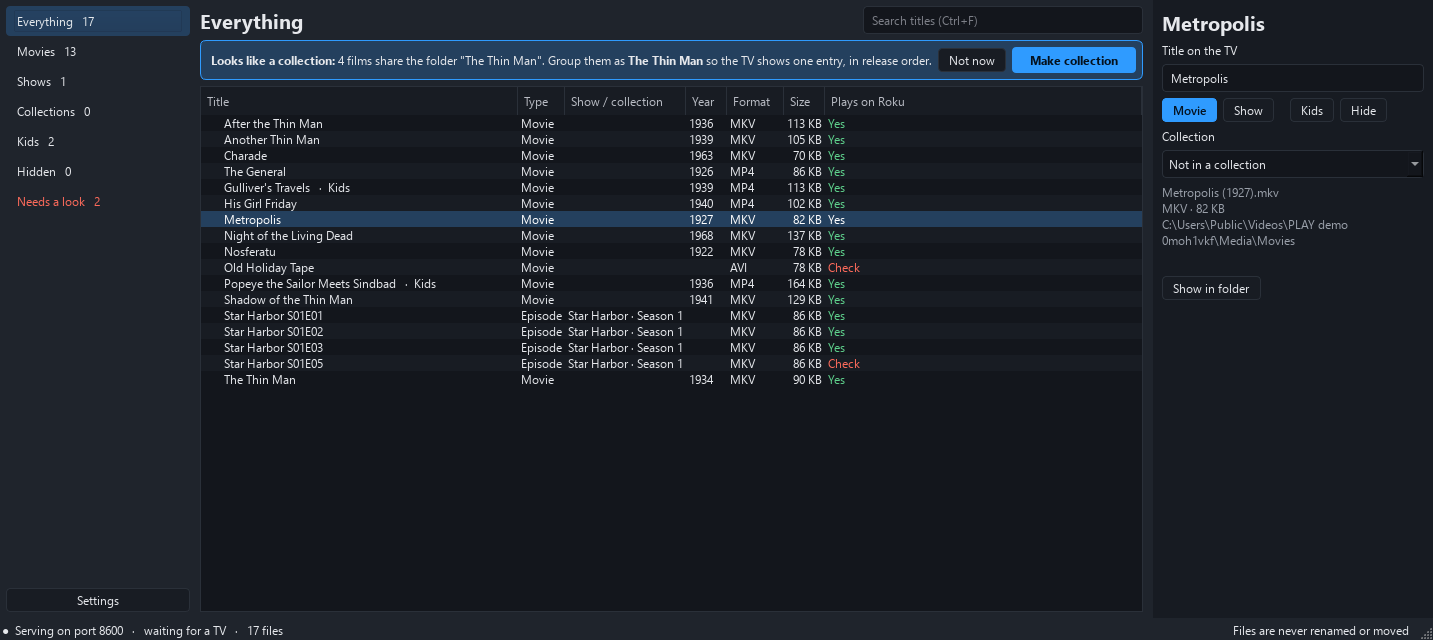 Everything 17
Movies 13
Shows 1
Collections 0
Kids 2
Hidden 0
Needs a look 2
Settings
Everything
Search titles (Ctrl+F)
Looks like a collection: 4 films share the folder "The Thin Man". Group them as The Thin Man so the TV shows one entry, in release order.
Not now
Make collection
Title Type Show / collection Year Format Size Plays on Roku
After the Thin Man Movie 1936 MKV 113 KB Yes
Another Thin Man Movie 1939 MKV 105 KB Yes
Charade Movie 1963 MKV 70 KB Yes
The General Movie 1926 MP4 86 KB Yes
Gulliver's Travels · Kids Movie 1939 MP4 113 KB Yes
His Girl Friday Movie 1940 MP4 102 KB Yes
Metropolis Movie 1927 MKV 82 KB Yes
Night of the Living Dead Movie 1968 MKV 137 KB Yes
Nosferatu Movie 1922 MKV 78 KB Yes
Old Holiday Tape Movie AVI 78 KB Check
Popeye the Sailor Meets Sindbad · Kids Movie 1936 MP4 164 KB Yes
Shadow of the Thin Man Movie 1941 MKV 129 KB Yes
Star Harbor S01E01 Episode Star Harbor · Season 1 MKV 86 KB Yes
Star Harbor S01E02 Episode Star Harbor · Season 1 MKV 86 KB Yes
Star Harbor S01E03 Episode Star Harbor · Season 1 MKV 86 KB Yes
Star Harbor S01E05 Episode Star Harbor · Season 1 MKV 86 KB Check
The Thin Man Movie 1934 MKV 90 KB Yes
Metropolis
Title on the TV
Metropolis
Movie Show Kids Hide
Collection
Not in a collection
Metropolis (1927).mkv
MKV · 82 KB
C:\Users\Public\Videos\PLAY demo
0moh1vkf\Media\Movies
Show in folder
Serving on port 8600 · waiting for a TV · 17 files
Files are never renamed or moved